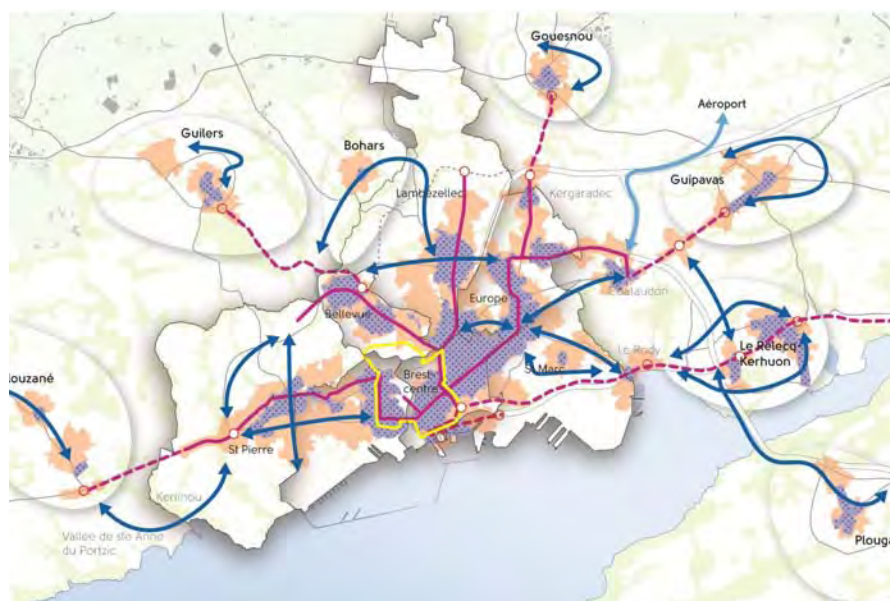 Gouesnou
Aéroport
Guilers
Bohars
Lambézellec
Kergaradec
Guipavas
Europe
Coataudon
Bellevue
Le Rody
Le Relecq-
Kerhuon
St Marc
Brest-
centre
louzané
St Pierre
Vallée de ste Anne
du Portzic
Plouga